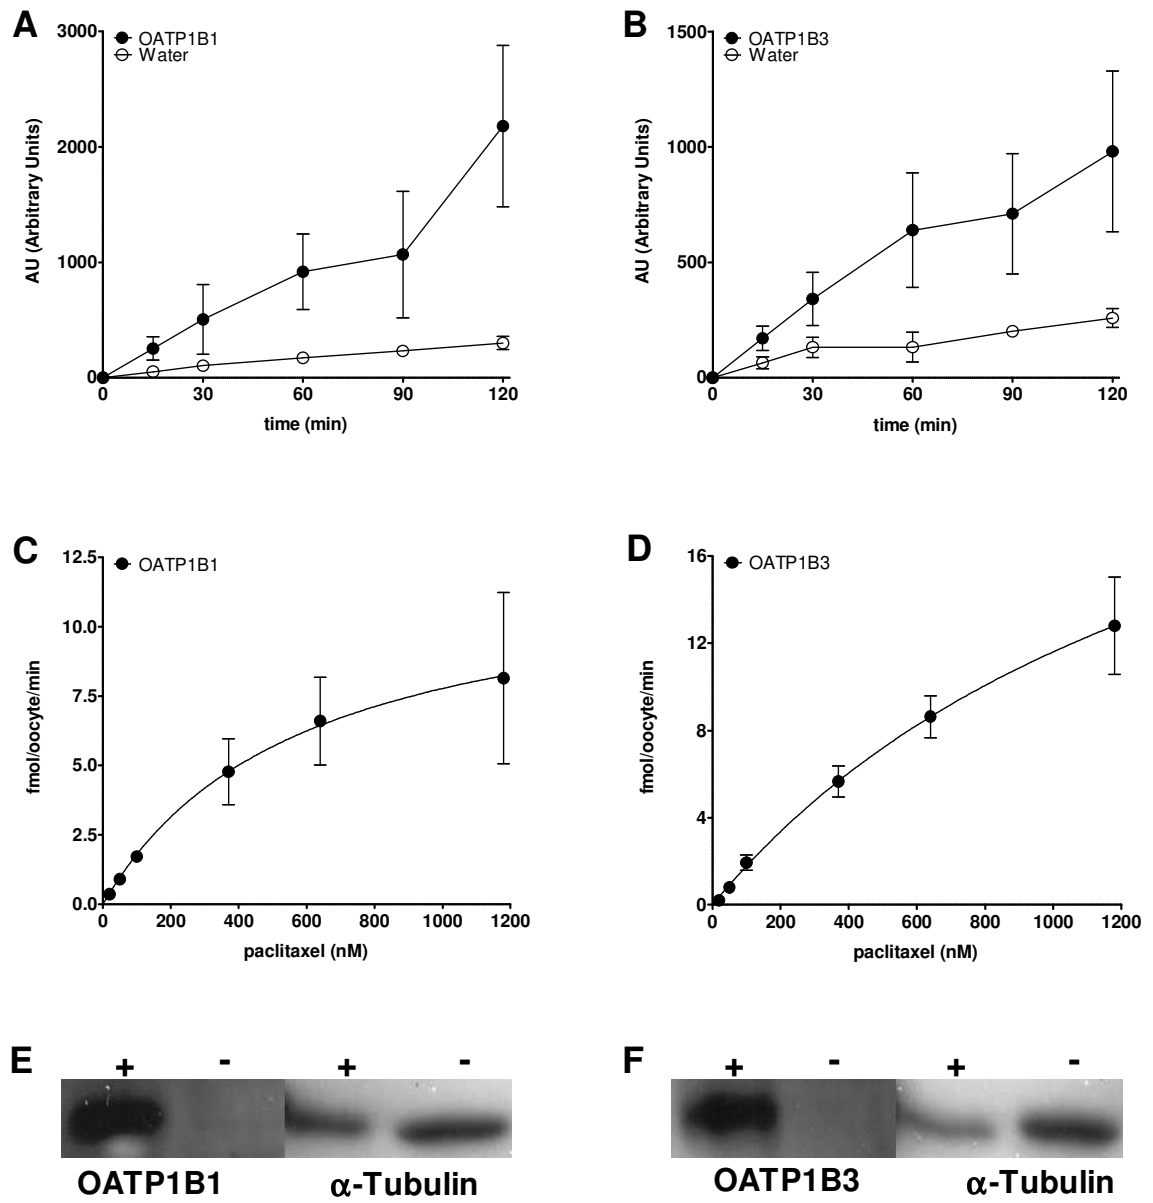 A
3000
2000
1000
0
0 30 60 90 120
AU (Arbitrary Units)
time (min)
OATP1B1
Water
B
1500
1000
500
0
0 30 60 90 120
AU (Arbitrary Units)
time (min)
OATP1B3
Water
C
12.5
10.0
7.5
5.0
2.5
0.0
0 200 400 600 800 1000 1200
fmol/oocyte/min
paclitaxel (nM)
OATP1B1
D
16
12
8
4
0
0 200 400 600 800 1000 1200
fmol/oocyte/min
paclitaxel (nM)
OATP1B3
E
+ - + -
OATP1B1 α-Tubulin
F
+ - + -
OATP1B3 α-Tubulin